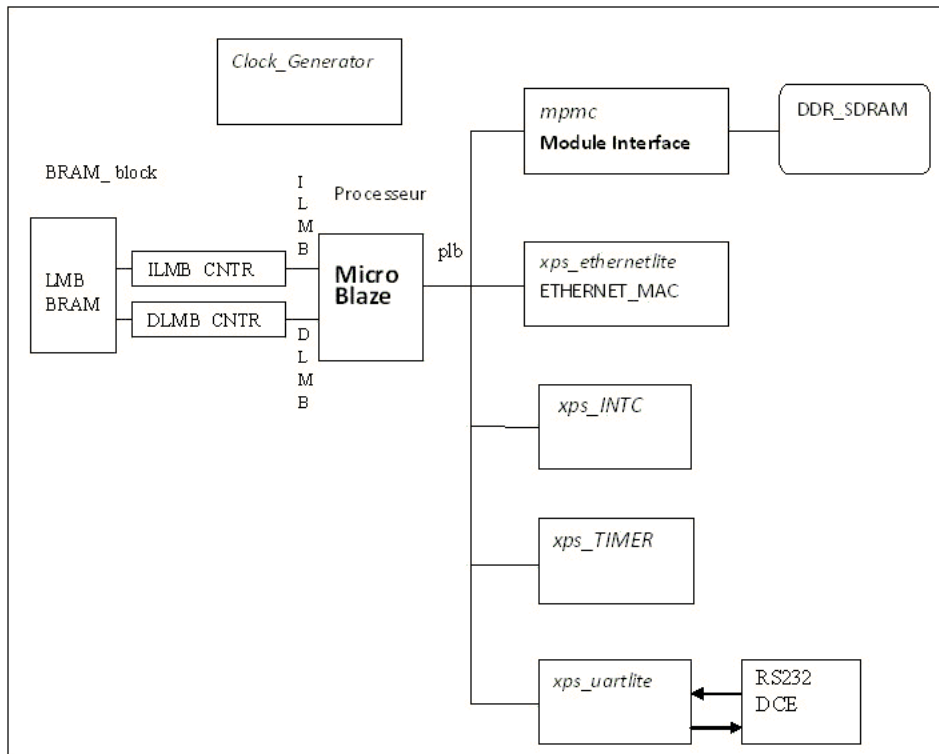 Clock_Generator
mpmc
Module Interface
DDR_SDRAM
BRAM_ block
I
L
M
B
Processeur
plb
LMB
BRAM
ILMB CNTR
DLMB CNTR
Micro
Blaze
D
L
M
B
xps_ethernetlite
ETHERNET_MAC
xps_INTC
xps_TIMER
xps_uartlite
RS232
DCE